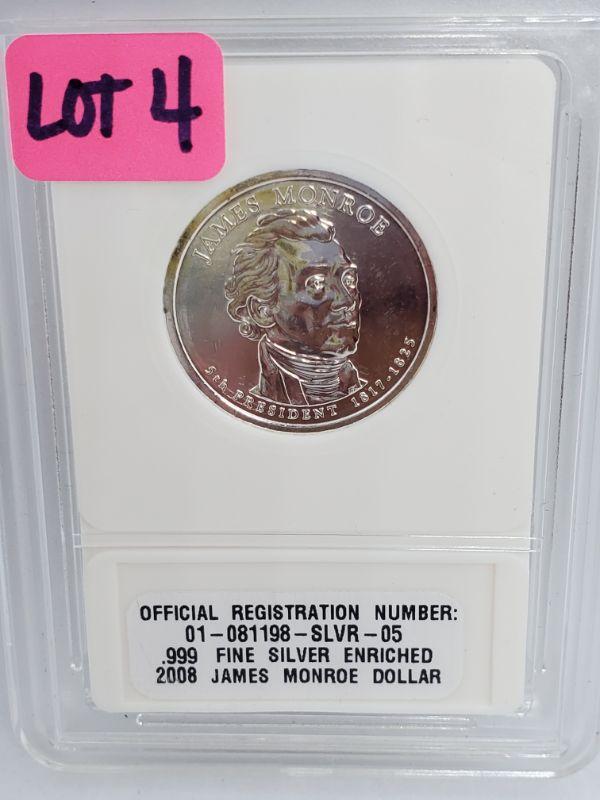 LOT 4
JAMES MONROE
5th PRESIDENT 1817-1825
OFFICIAL REGISTRATION NUMBER:
01-081198-SLVR-05
.999 FINE SILVER ENRICHED
2008 JAMES MONROE DOLLAR